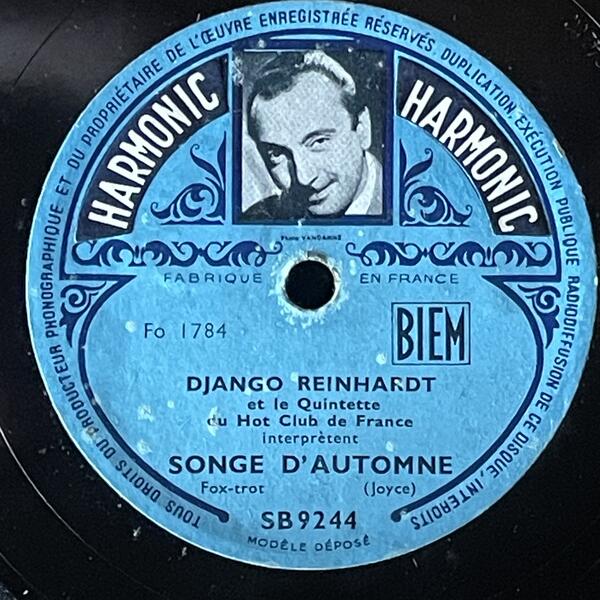 TOUS DROITS DU PRODUCTEUR PHONOGRAPHIQUE ET DU PROPRIÉTAIRE DE L'ŒUVRE ENREGISTRÉE RÉSERVÉS. DUPLICATION, EXÉCUTION PUBLIQUE RADIODIFFUSION DE CE DISQUE INTERDITS
HARMONIC HARMONIC
Photo VANDAMME
FABRIQUÉ EN FRANCE
Fo 1784
BIEM
DJANGO REINHARDT
et le Quintette
du Hot Club de France
interprètent
SONGE D'AUTOMNE
Fox-trot (Joyce)
SB9244
MODÈLE DÉPOSÉ